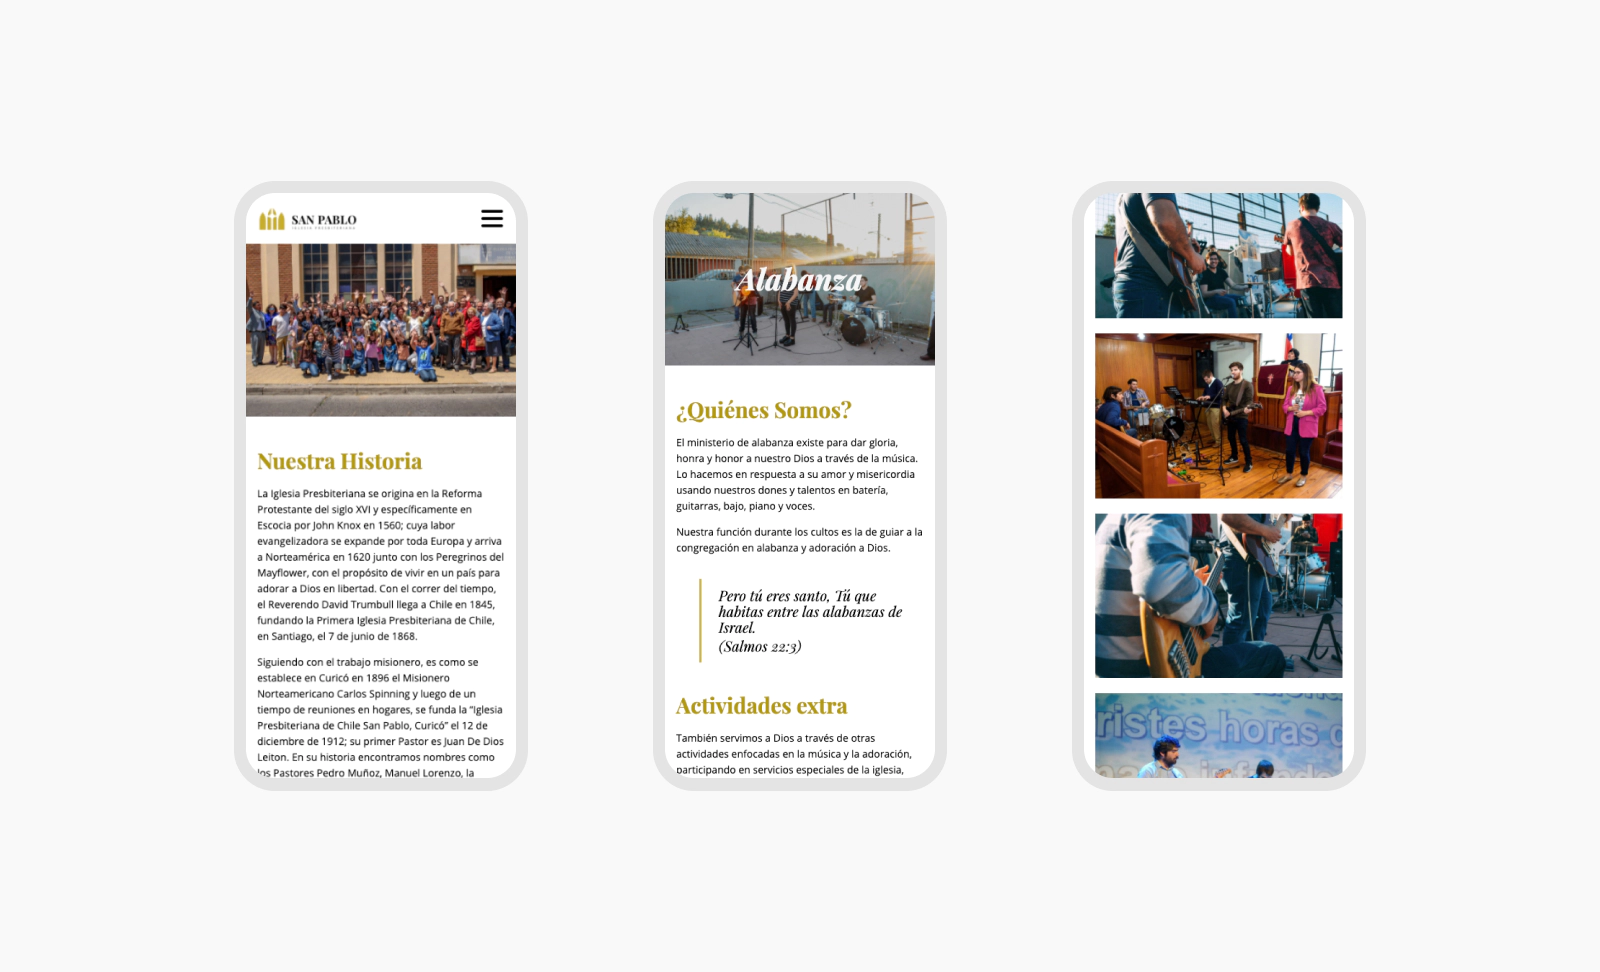 SAN PABLO
IGLESIA PRESBITERIANA
Nuestra Historia
La Iglesia Presbiteriana se origina en la Reforma
Protestante del siglo XVI y específicamente en
Escocia por John Knox en 1560; cuya labor
evangelizadora se expande por toda Europa y arriva
a Norteamérica en 1620 junto con los Peregrinos del
Mayflower, con el propósito de vivir en un país para
adorar a Dios en libertad. Con el correr del tiempo,
el Reverendo David Trumbull llega a Chile en 1845,
fundando la Primera Iglesia Presbiteriana de Chile,
en Santiago, el 7 de junio de 1868.
Siguiendo con el trabajo misionero, es como se
establece en Curicó en 1896 el Misionero
Norteamericano Carlos Spinning y luego de un
tiempo de reuniones en hogares, se funda la “Iglesia
Presbiteriana de Chile San Pablo, Curicó” el 12 de
diciembre de 1912; su primer Pastor es Juan De Dios
Leiton. En su historia encontramos nombres como
los Pastores Pedro Muñoz, Manuel Lorenzo, la
Alabanza
¿Quiénes Somos?
El ministerio de alabanza existe para dar gloria,
honra y honor a nuestro Dios a través de la música.
Lo hacemos en respuesta a su amor y misericordia
usando nuestros dones y talentos en batería,
guitarras, bajo, piano y voces.
Nuestra función durante los cultos es la de guiar a la
congregación en alabanza y adoración a Dios.
Pero tú eres santo, Tú que
habitas entre las alabanzas de
Israel.
(Salmos 22:3)
Actividades extra
También servimos a Dios a través de otras
actividades enfocadas en la música y la adoración,
participando en servicios especiales de la iglesia,
ristes horas